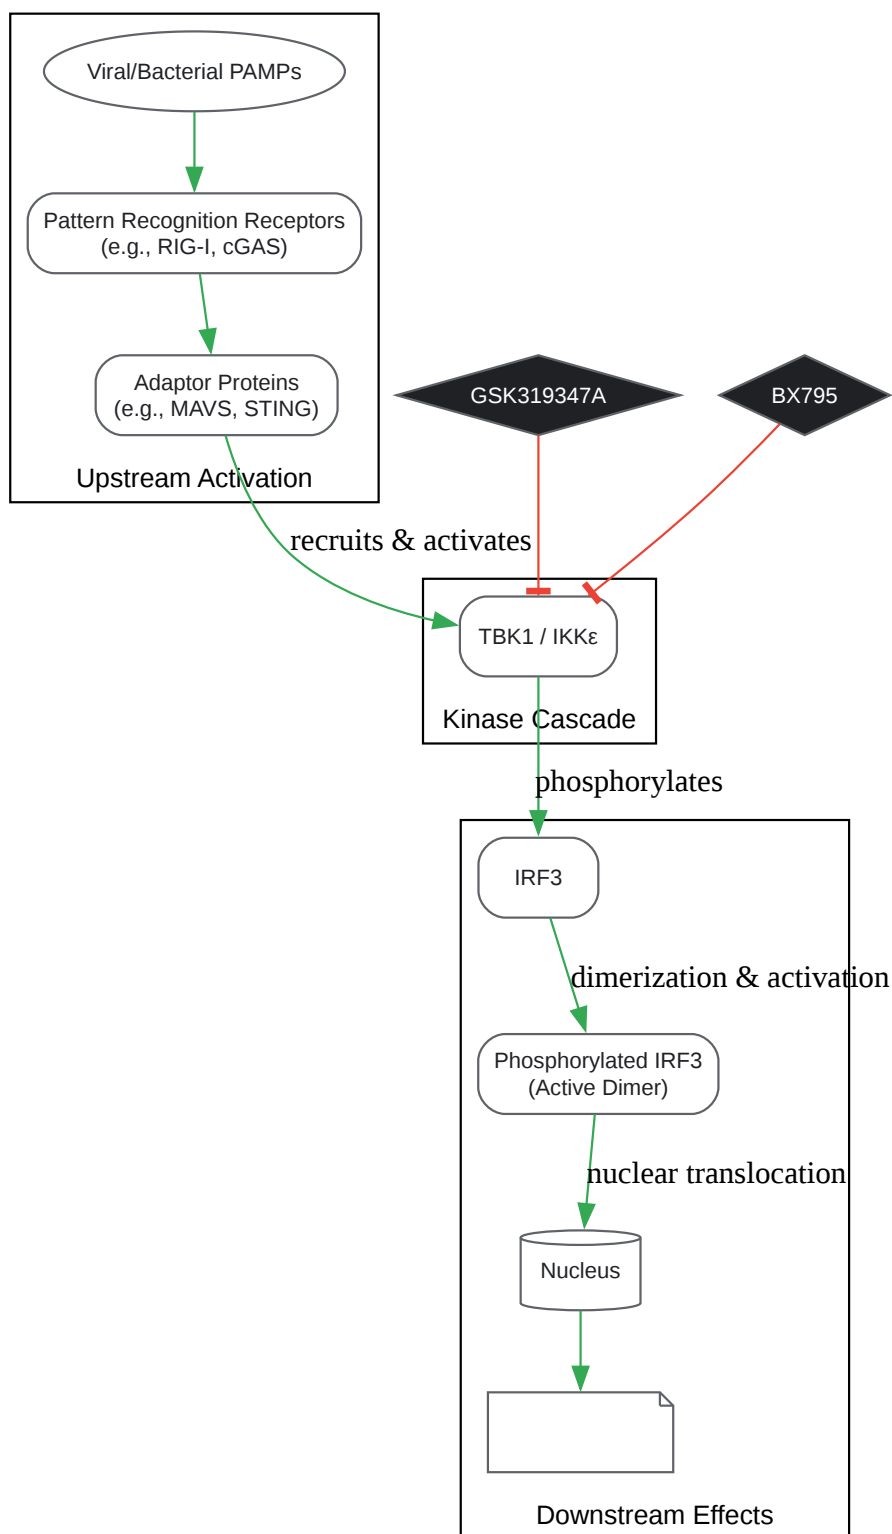 Viral/Bacterial PAMPs
Pattern Recognition Receptors
(e.g., RIG-I, cGAS)
Adaptor Proteins
(e.g., MAVS, STING)
Upstream Activation
GSK319347A
BX795
recruits & activates
TBK1 / IKKε
Kinase Cascade
phosphorylates
IRF3
dimerization & activation
Phosphorylated IRF3
(Active Dimer)
nuclear translocation
Nucleus
Downstream Effects